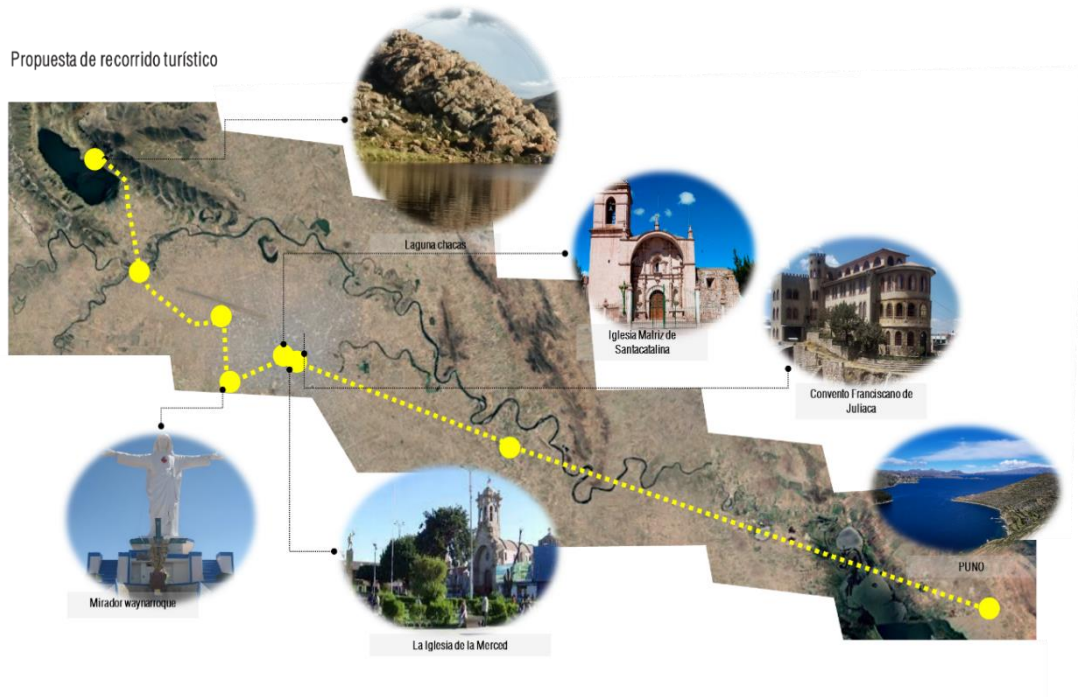 Propuesta de recorrido turístico
Laguna chacas
Iglesia Matriz de
Santacatalina
Convento Franciscano de
Juliaca
PUNO
Mirador waynarroque
La Iglesia de la Merced